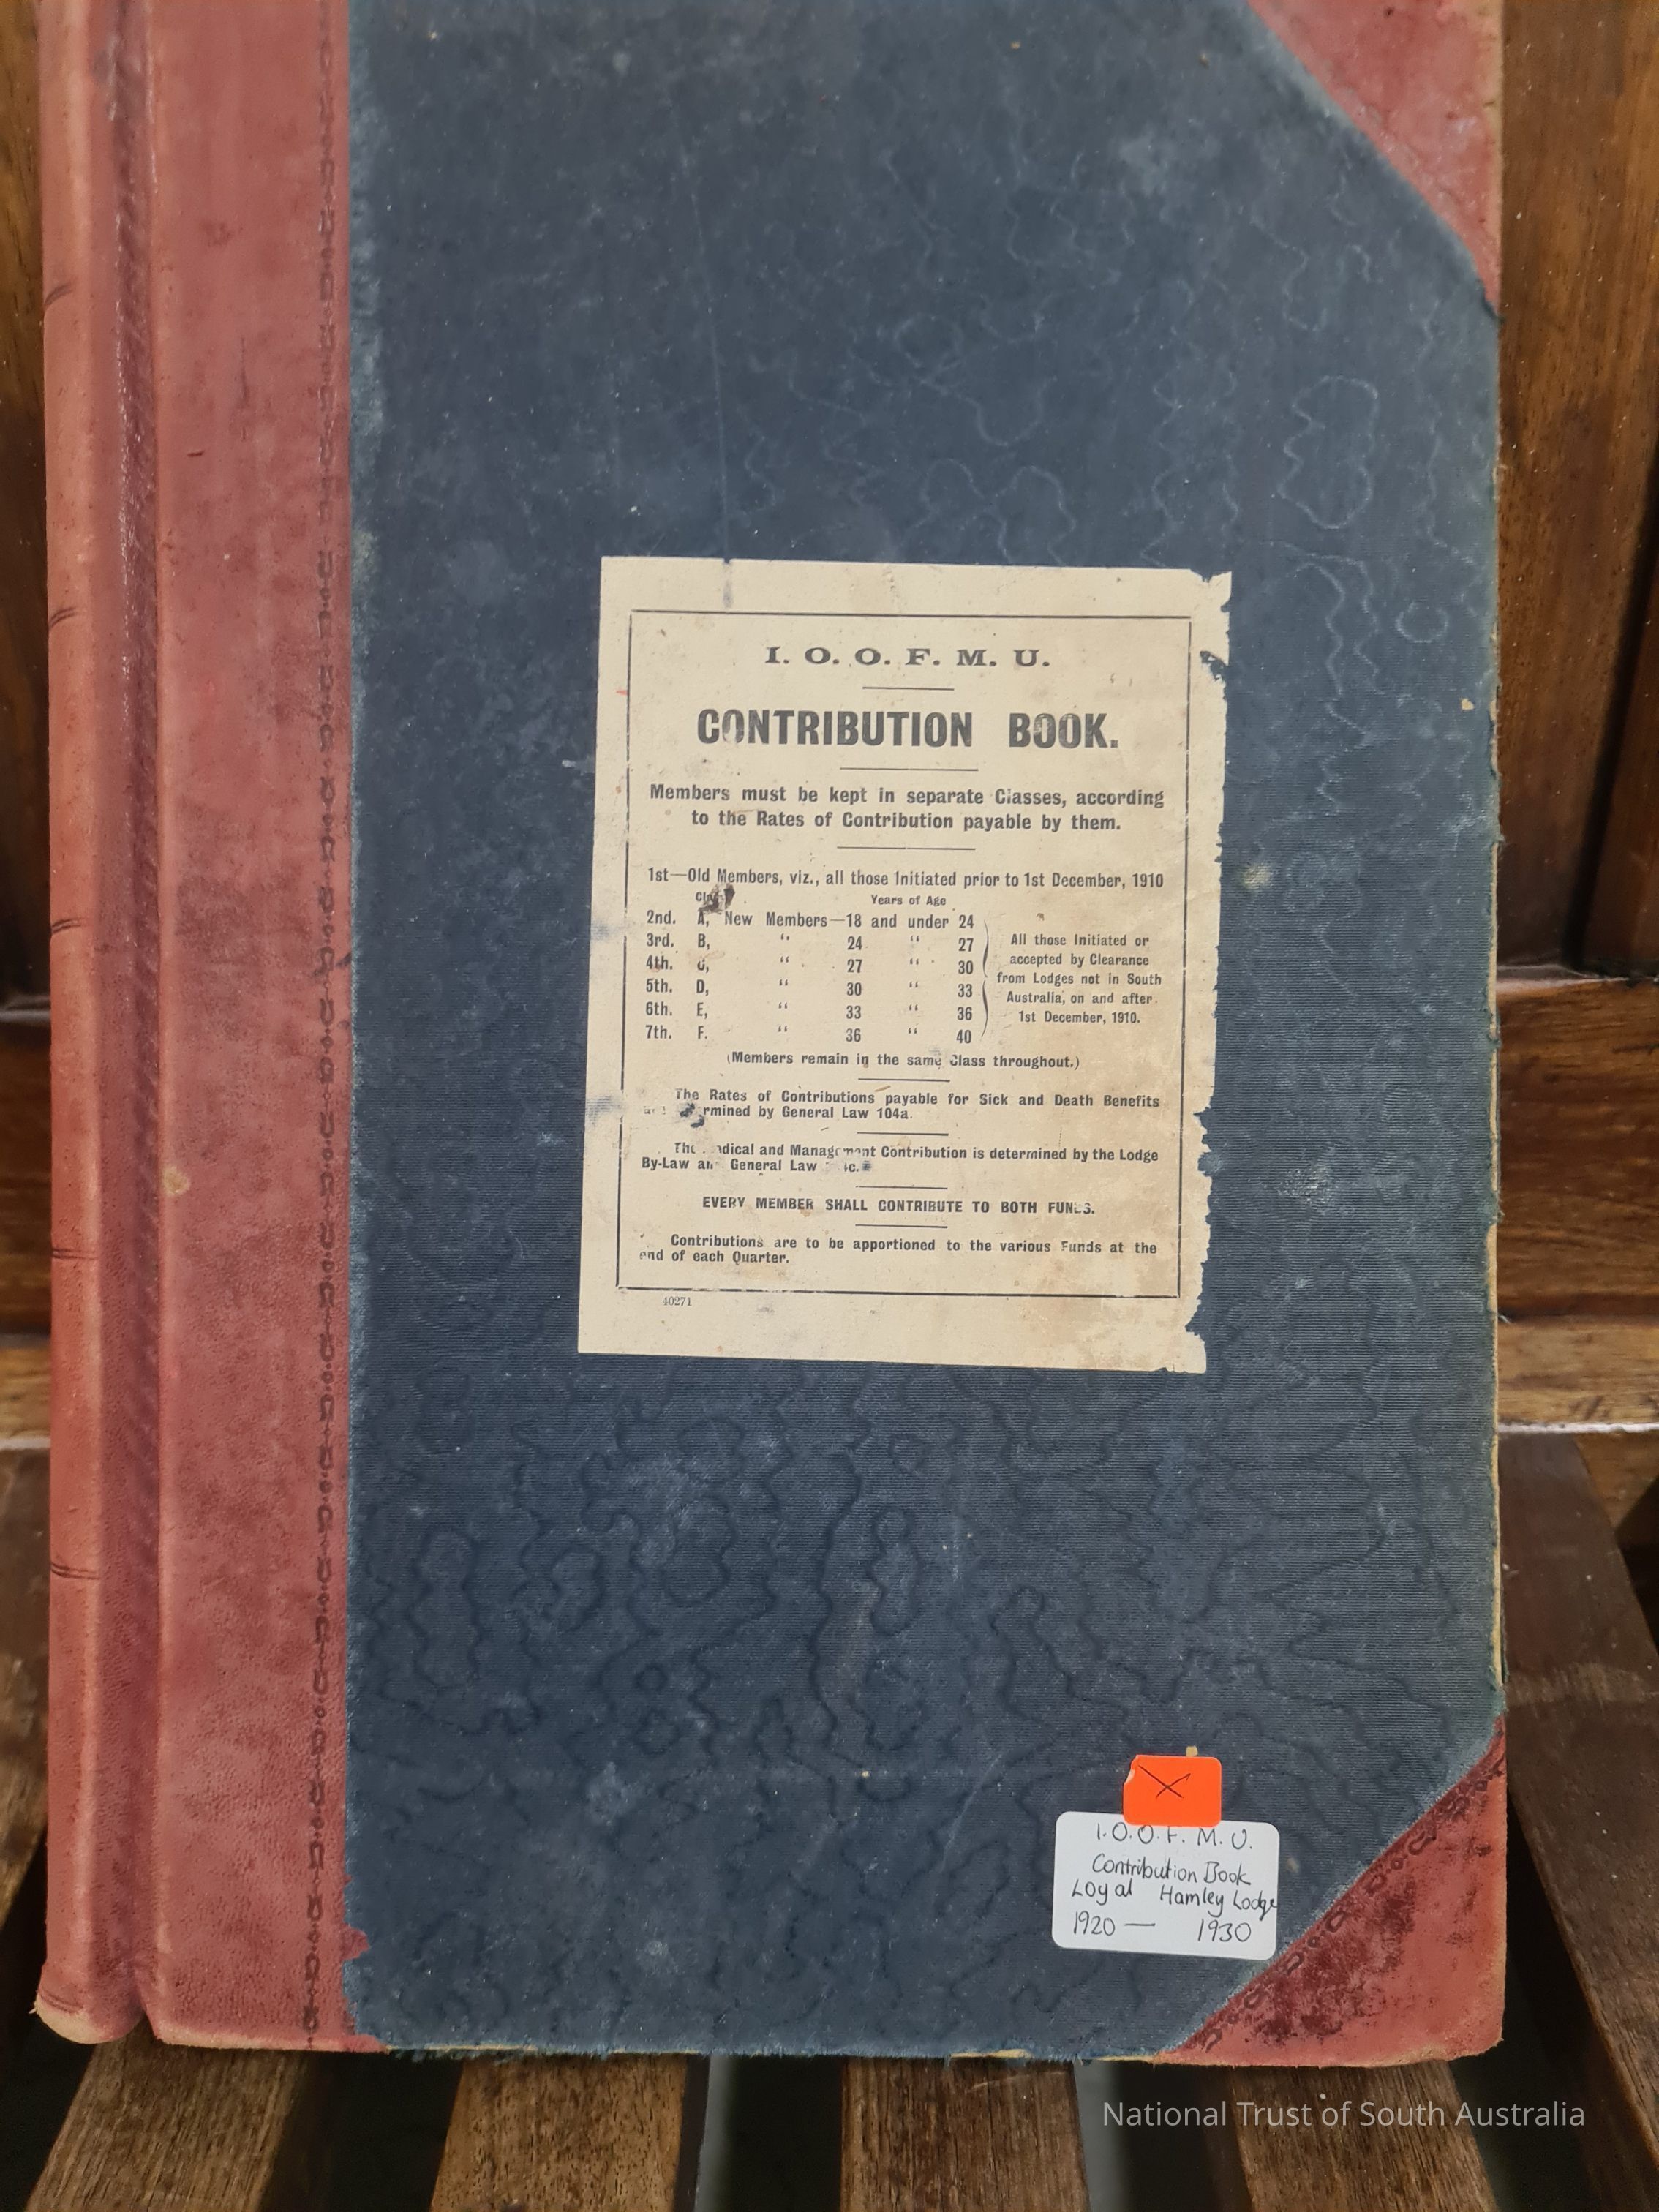 I. O. O. F. M. U.
CONTRIBUTION BOOK.
Members must be kept in separate Classes, according
to the Rates of Contribution payable by them.
1st—Old Members, viz., all those Initiated prior to 1st December, 1910
Years of Age
2nd. A, New Members—18 and under 24
3rd. B, “ 24 “ 27
4th. C, “ 27 “ 30
5th. D, “ 30 “ 33
6th. E, “ 33 “ 36
7th. F. “ 36 “ 40
All those Initiated or
accepted by Clearance
from Lodges not in South
Australia, on and after
1st December, 1910.
(Members remain in the same Class throughout.)
The Rates of Contributions payable for Sick and Death Benefits
by General Law 104a.
The and Management Contribution is determined by the Lodge
By-Law General Law
EVERY MEMBER SHALL CONTRIBUTE TO BOTH FUNDS.
Contributions are to be apportioned to the various Funds at the
end of each Quarter.
40271
X
I.O.O.F. M. U.
Contribution Book
Loyal Hamley Lodge
1920 — 1930
National Trust of South Australia